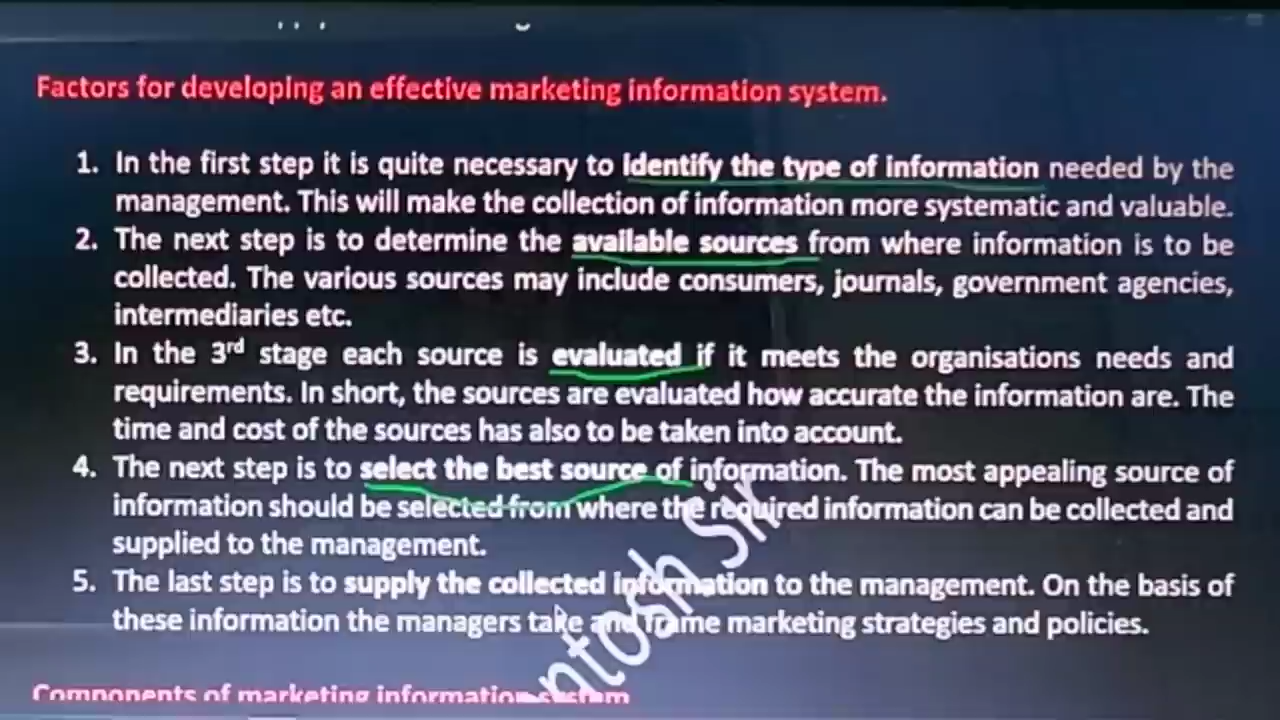 Factors for developing an effective marketing information system.
1. In the first step it is quite necessary to identify the type of information needed by the
management. This will make the collection of information more systematic and valuable.
2. The next step is to determine the available sources from where information is to be
collected. The various sources may include consumers, journals, government agencies,
intermediaries etc.
3. In the 3rd stage each source is evaluated if it meets the organisations needs and
requirements. In short, the sources are evaluated how accurate the information are. The
time and cost of the sources has also to be taken into account.
4. The next step is to select the best source of information. The most appealing source of
information should be selected from where the required information can be collected and
supplied to the management.
5. The last step is to supply the collected information to the management. On the basis of
these information the managers take and frame marketing strategies and policies.
ntosh Sir
Components of marketing information system